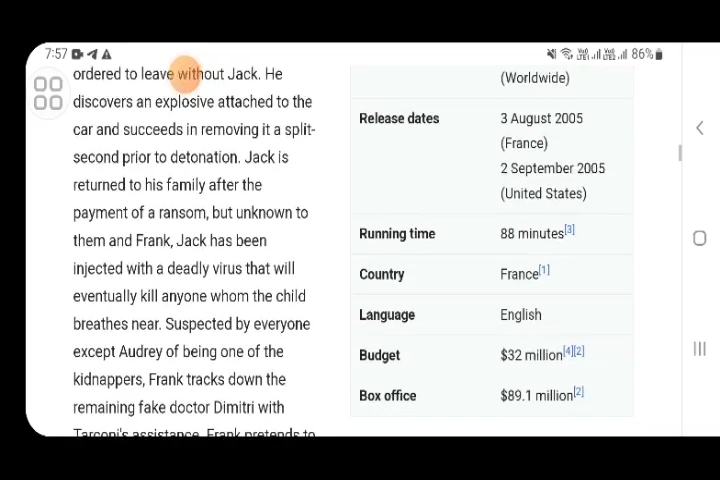 7:57
86%
ordered to leave without Jack. He
discovers an explosive attached to the
car and succeeds in removing it a split-
second prior to detonation. Jack is
returned to his family after the
payment of a ransom, but unknown to
them and Frank, Jack has been
injected with a deadly virus that will
eventually kill anyone whom the child
breathes near. Suspected by everyone
except Audrey of being one of the
kidnappers, Frank tracks down the
remaining fake doctor Dimitri with
Tarconi's assistance. Frank pretends to
(Worldwide)
Release dates 3 August 2005
(France)
2 September 2005
(United States)
Running time 88 minutes[3]
Country France[1]
Language English
Budget $32 million[4][2]
Box office $89.1 million[2]